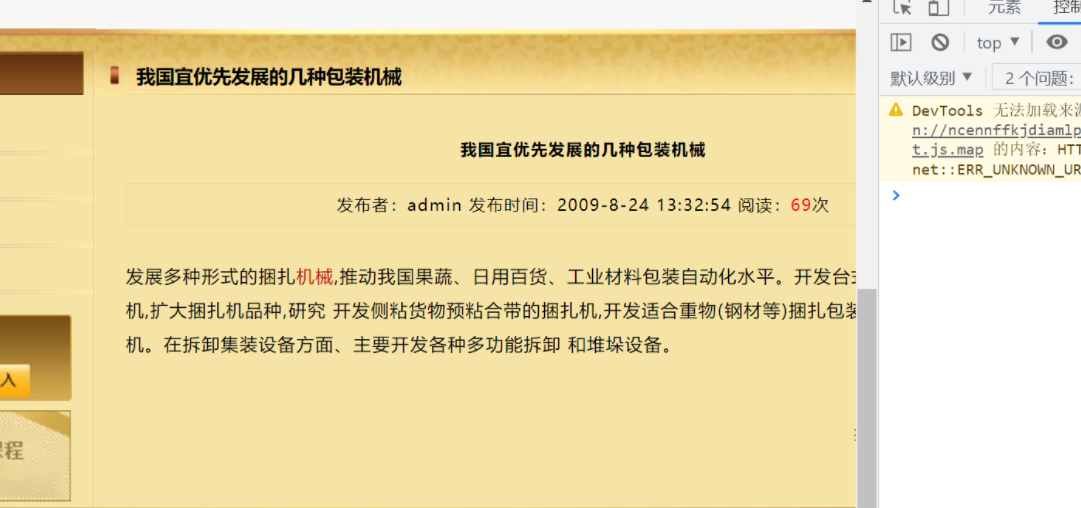 元素
top
我国宜优先发展的几种包装机械
默认级别
2 个问题:
DevTools 无法加载来
n://ncennffkjdiamlp
t.js.map 的内容: HTT
net::ERR_UNKNOWN_UR
我国宜优先发展的几种包装机械
发布者: admin 发布时间: 2009-8-24 13:32:54 阅读: 69次
发展多种形式的捆扎机械,推动我国果蔬、日用百货、工业材料包装自动化水平。开发台
机,扩大捆扎机品种,研究 开发侧粘货物预粘合带的捆扎机,开发适合重物(钢材等)捆扎包装
机。在拆卸集装设备方面、主要开发各种多功能拆卸 和堆垛设备。
入
程